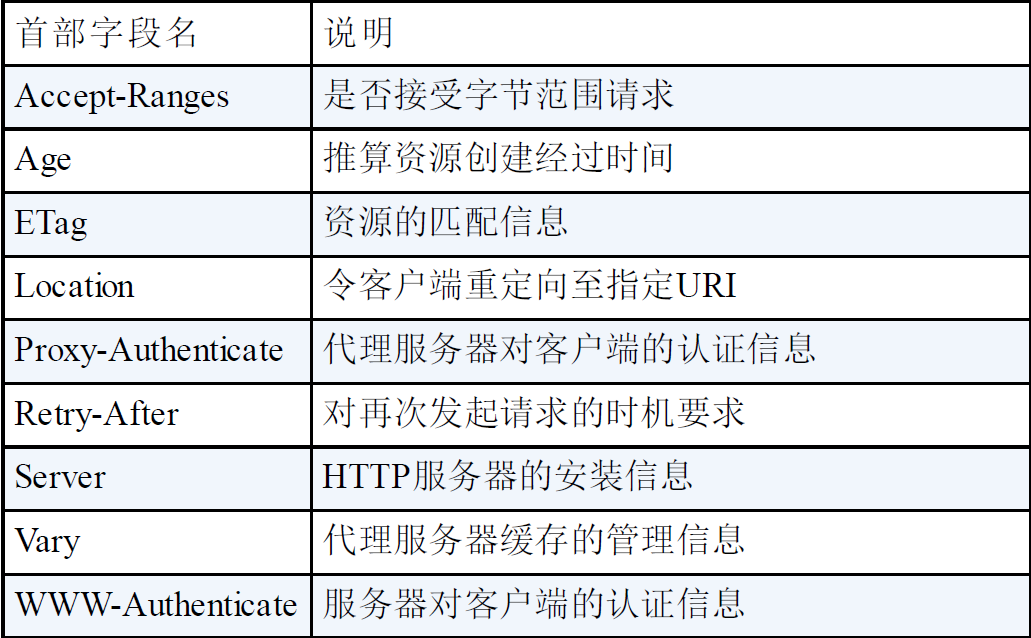 首部字段名 说明
Accept-Ranges 是否接受字节范围请求
Age 推算资源创建经过时间
ETag 资源的匹配信息
Location 令客户端重定向至指定URI
Proxy-Authenticate 代理服务器对客户端的认证信息
Retry-After 对再次发起请求的时机要求
Server HTTP服务器的安装信息
Vary 代理服务器缓存的管理信息
WWW-Authenticate 服务器对客户端的认证信息